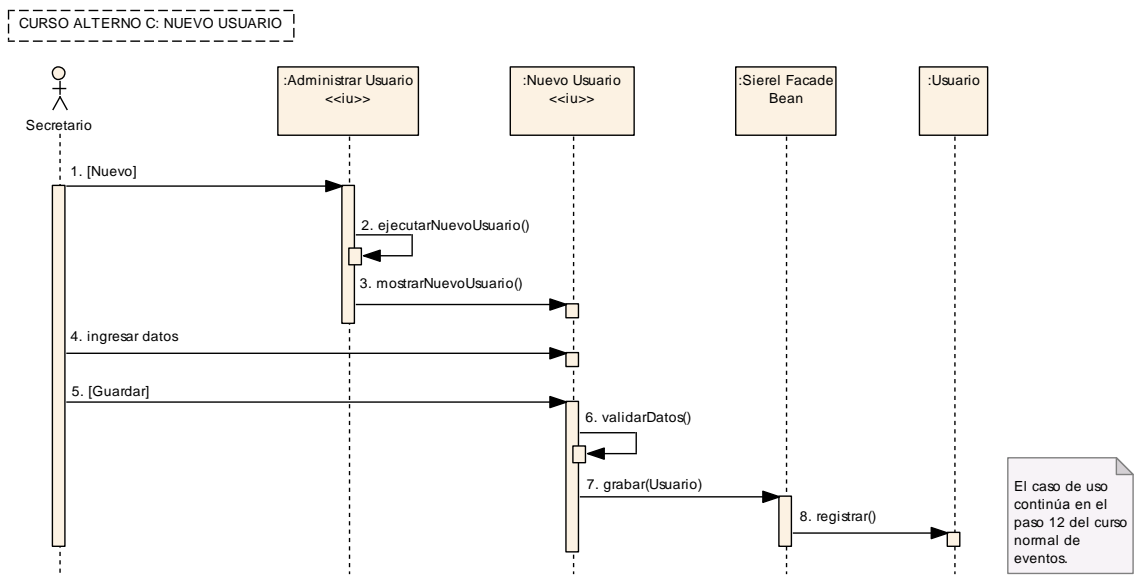 CURSO ALTERNO C: NUEVO USUARIO
Secretario
:Administrar Usuario
<<iu>>
:Nuevo Usuario
<<iu>>
:Sierel Facade
Bean
:Usuario
1. [Nuevo]
2. ejecutarNuevoUsuario()
3. mostrarNuevoUsuario()
4. ingresar datos
5. [Guardar]
6. validarDatos()
7. grabar(Usuario)
8. registrar()
El caso de uso
continúa en el
paso 12 del curso
normal de
eventos.